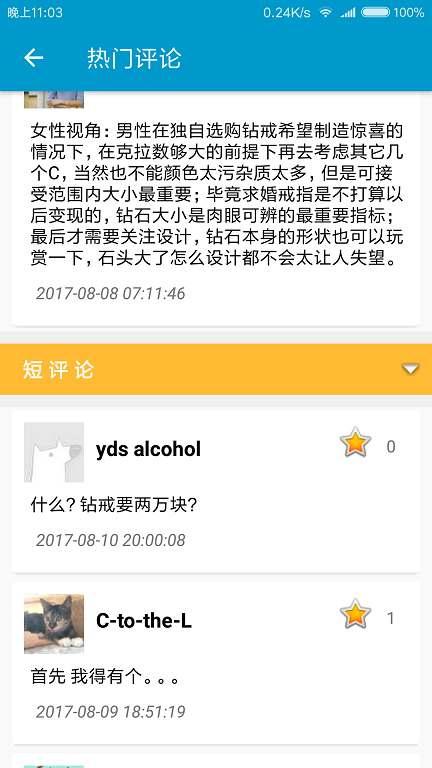 晚上11:03
0.24K/s
100%
热门评论
女性视角：男性在独自选购钻戒希望制造惊喜的
情况下，在克拉数够大的前提下再去考虑其它几
个C，当然也不能颜色太污杂质太多，但是可接
受范围内大小最重要；毕竟求婚戒指是不打算以
后变现的，钻石大小是肉眼可辨的最重要指标；
最后才需要关注设计，钻石本身的形状也可以玩
赏一下，石头大了怎么设计都不会太让人失望。
2017-08-08 07:11:46
短评论
yds alcohol
0
什么？钻戒要两万块？
2017-08-10 20:00:08
C-to-the-L
1
首先 我得有个。。。
2017-08-09 18:51:19